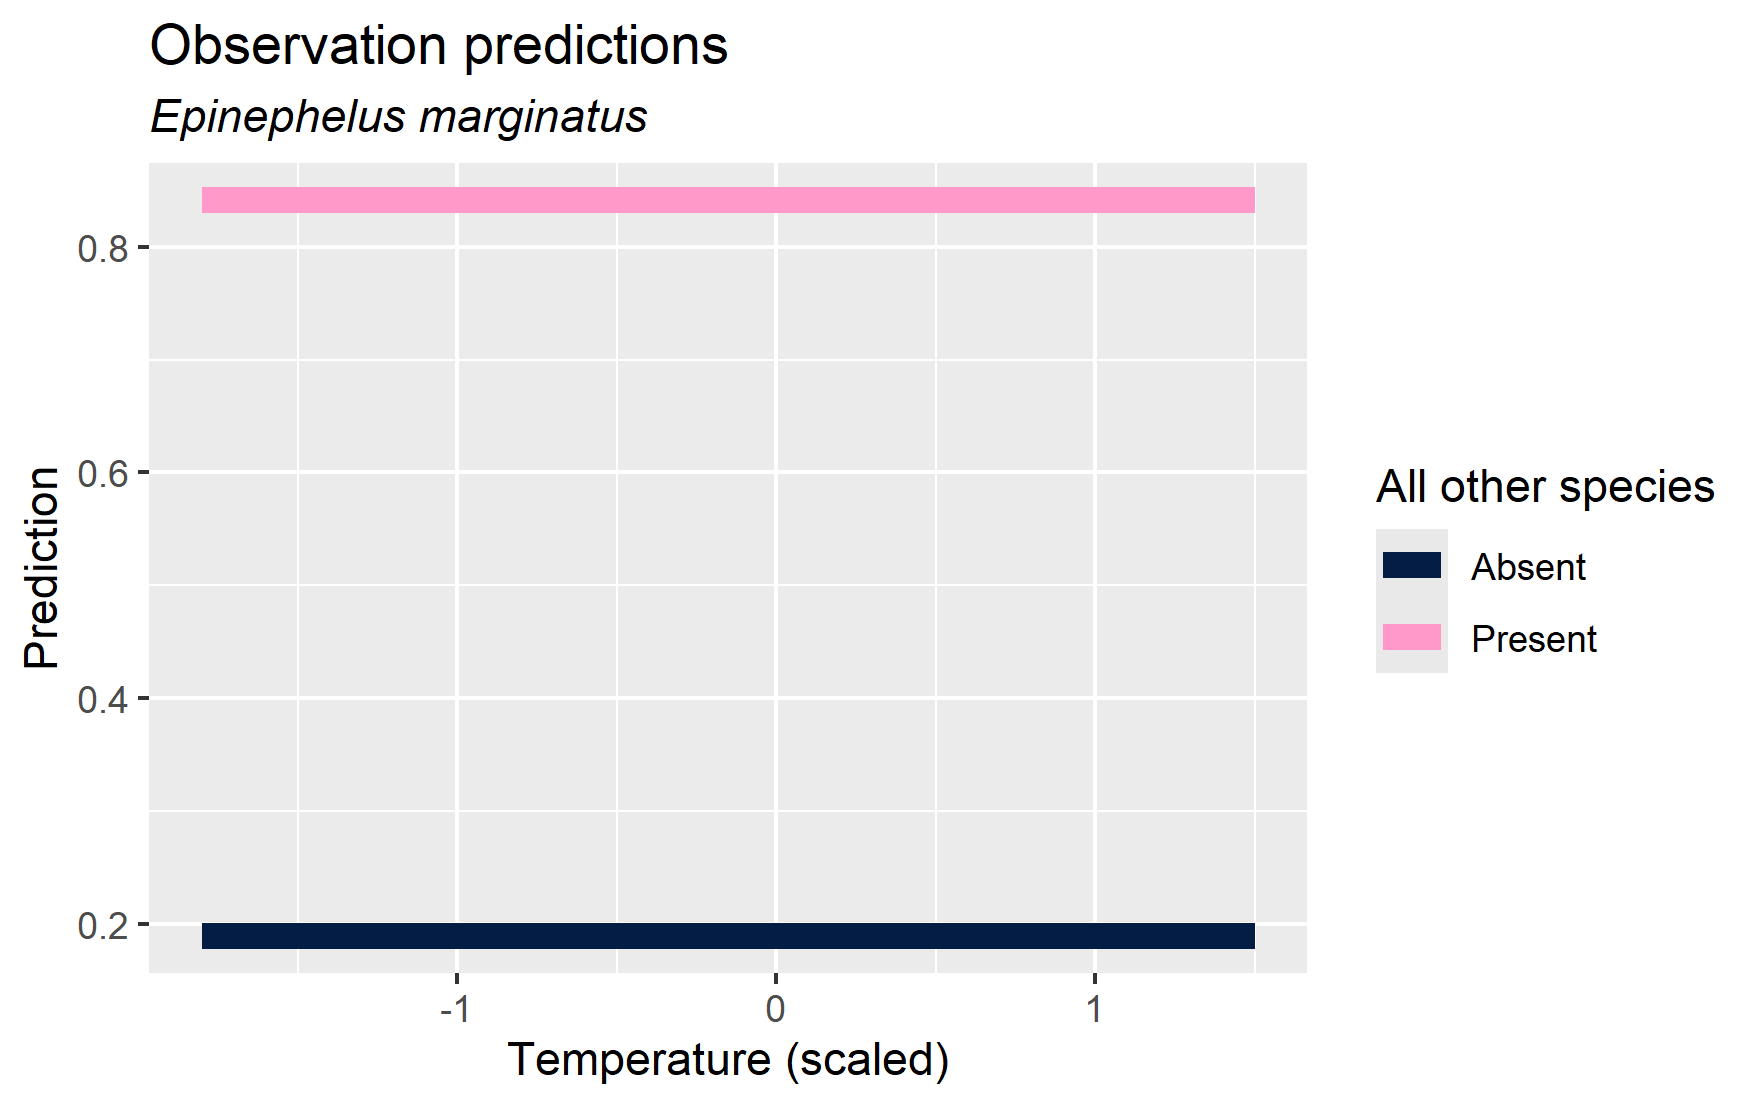 Observation predictions
Epinephelus marginatus
Prediction
0.8
0.6
0.4
0.2
-1
0
1
Temperature (scaled)
All other species
Absent
Present